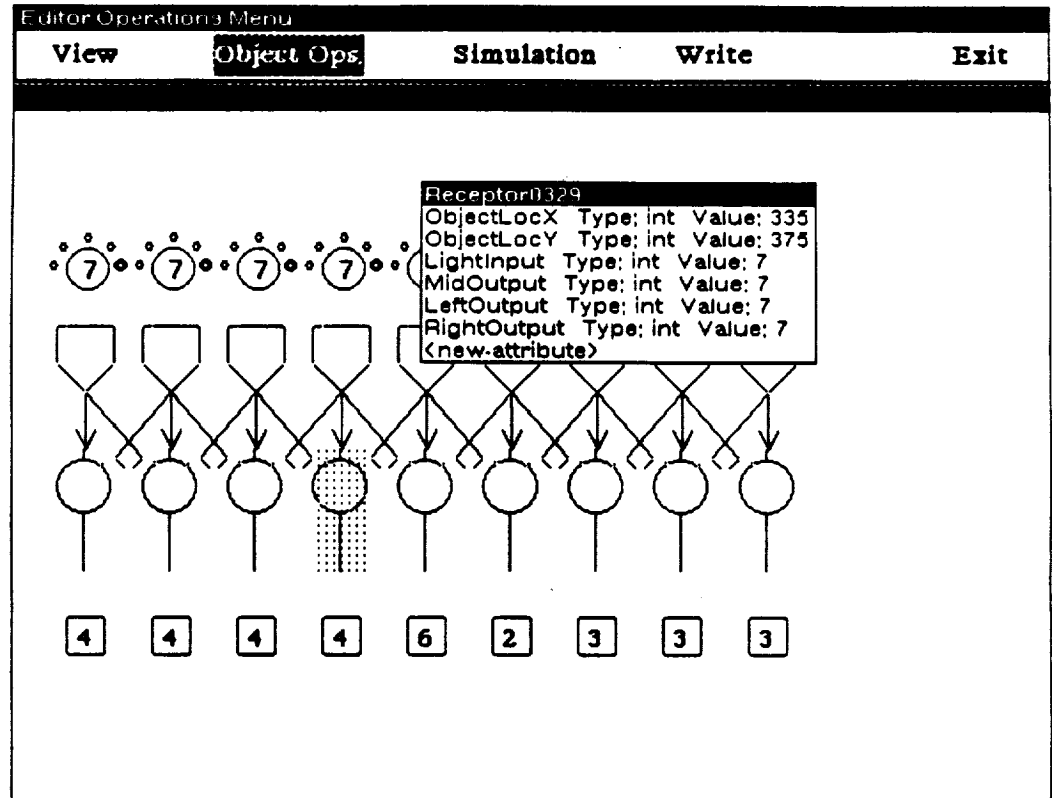 Editor Operations Menu
View Object Ops. Simulation Write Exit
Receptor0329
ObjectLocX Type: int Value: 335
ObjectLocY Type: int Value: 375
LightInput Type: int Value: 7
MidOutput Type: int Value: 7
LeftOutput Type: int Value: 7
RightOutput Type: int Value: 7
<new-attribute>
7 7 7 7
4 4 4 4 6 2 3 3 3